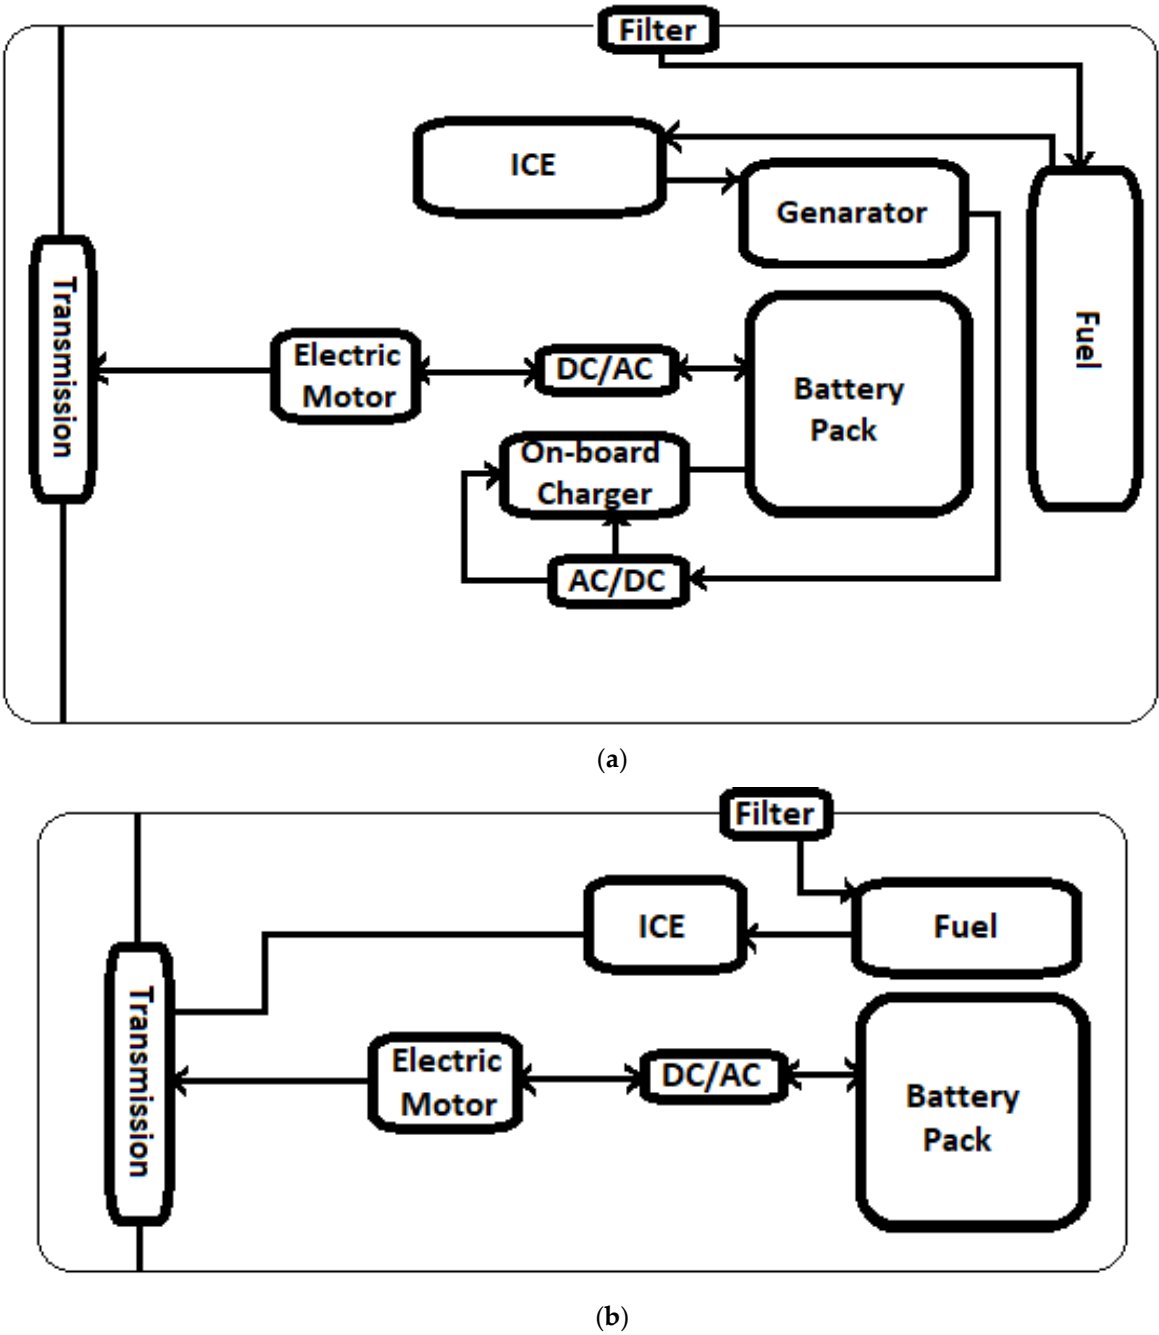 Filter
ICE
Genarator
Transmission
Fuel
Electric
Motor
DC/AC
Battery
Pack
On-board
Charger
AC/DC
(a)
Filter
ICE
Fuel
Transmission
Electric
Motor
DC/AC
Battery
Pack
(b)